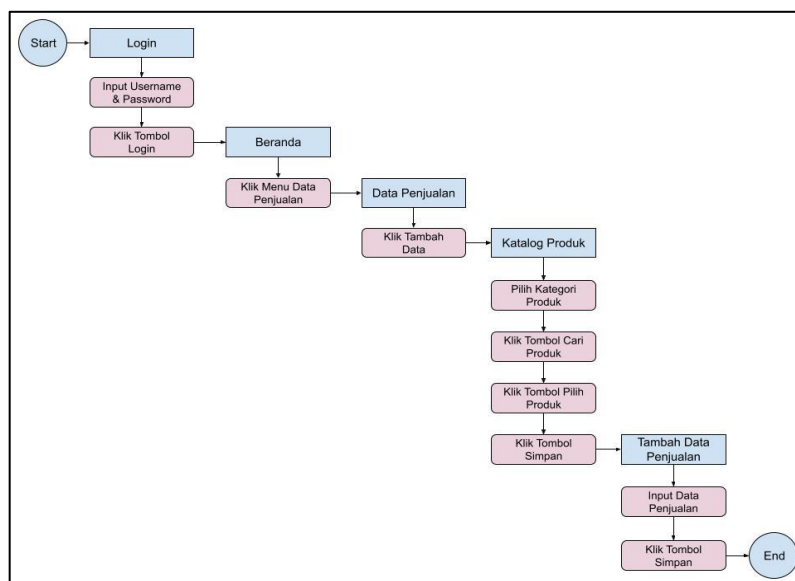 Start
Login
Input Username
& Password
Klik Tombol
Login
Beranda
Klik Menu Data
Penjualan
Data Penjualan
Klik Tambah
Data
Katalog Produk
Pilih Kategori
Produk
Klik Tombol Cari
Produk
Klik Tombol Pilih
Produk
Klik Tombol
Simpan
Tambah Data
Penjualan
Input Data
Penjualan
Klik Tombol
Simpan
End